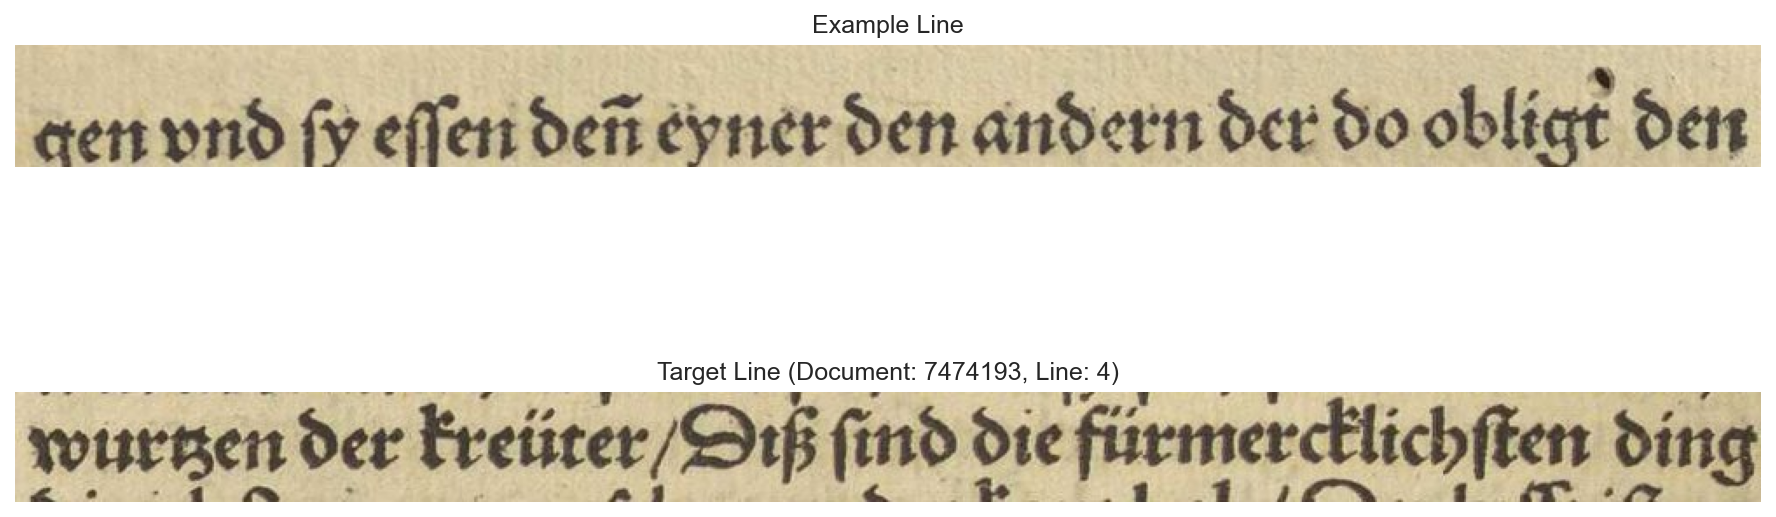 Example Line
gen vnd ſy eſſen deñ eyner den andern der do obligt den
Target Line (Document: 7474193, Line: 4)
wurtzen der kreüter/Diß ſind die fürmercklichſten ding